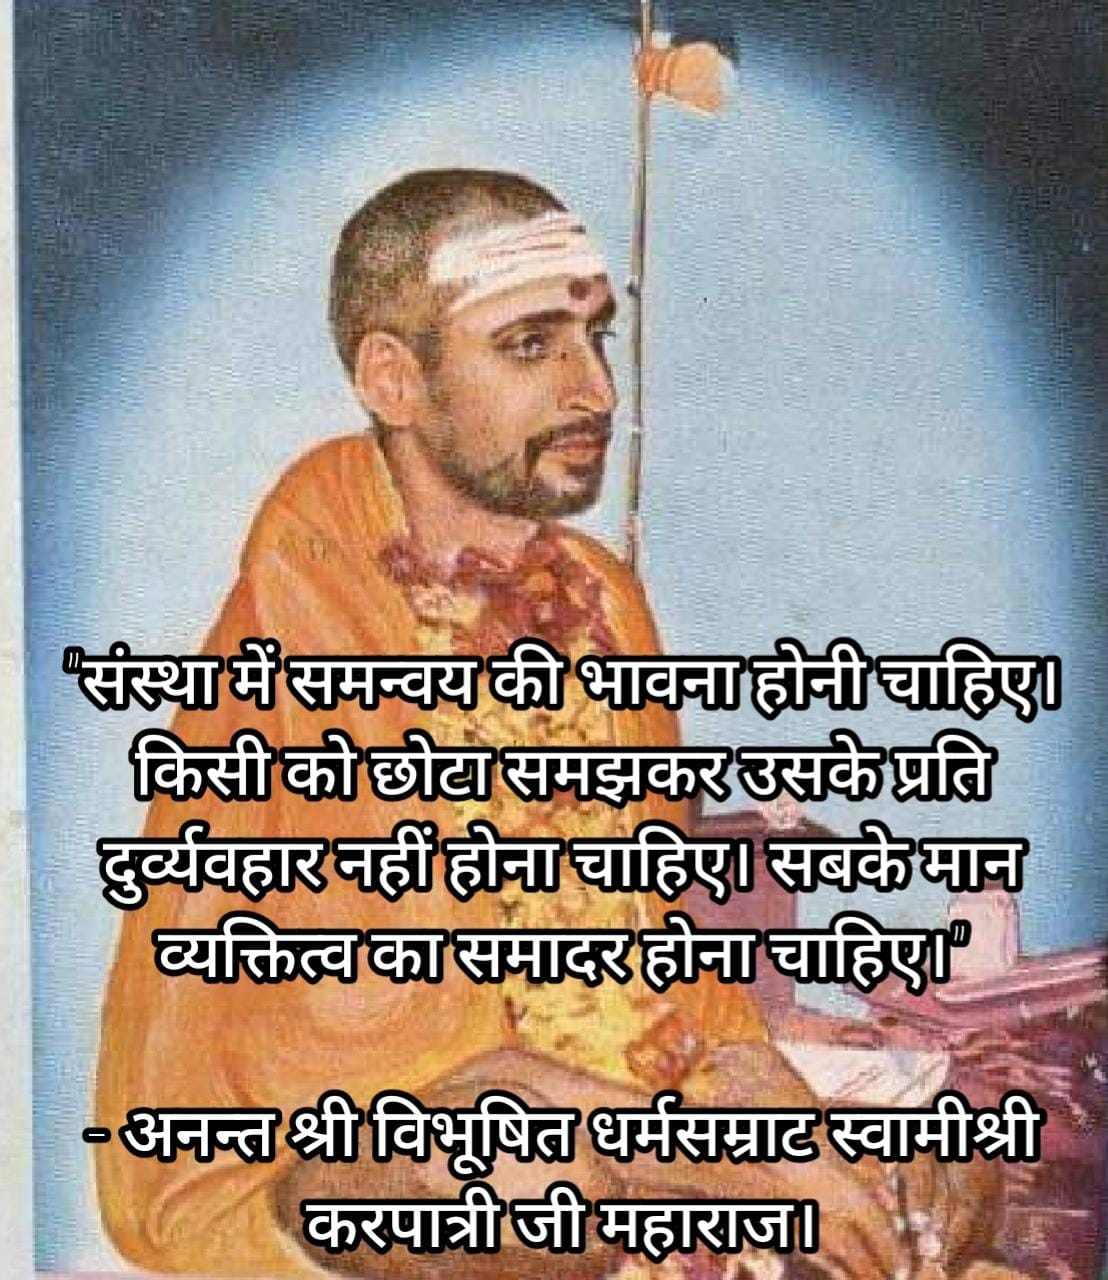 "संस्था में समन्वय की भावना होनी चाहिए।
किसी को छोटा समझकर उसके प्रति
दुर्व्यवहार नहीं होना चाहिए। सबके मान
व्यक्तित्व का समादर होना चाहिए।"
- अनन्त श्री विभूषित धर्मसम्राट स्वामीश्री
करपात्री जी महाराज।